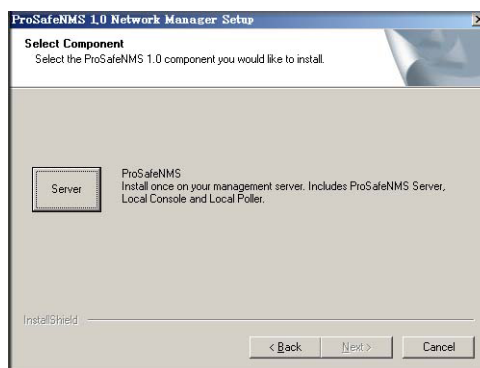 ProSafeNMS 1.0 Network Manager Setup
Select Component
Select the ProSafeNMS 1.0 component you would like to install.
Server
ProSafeNMS
Install once on your management server. Includes ProSafeNMS Server,
Local Console and Local Poller.
InstallShield
< Back
Next >
Cancel